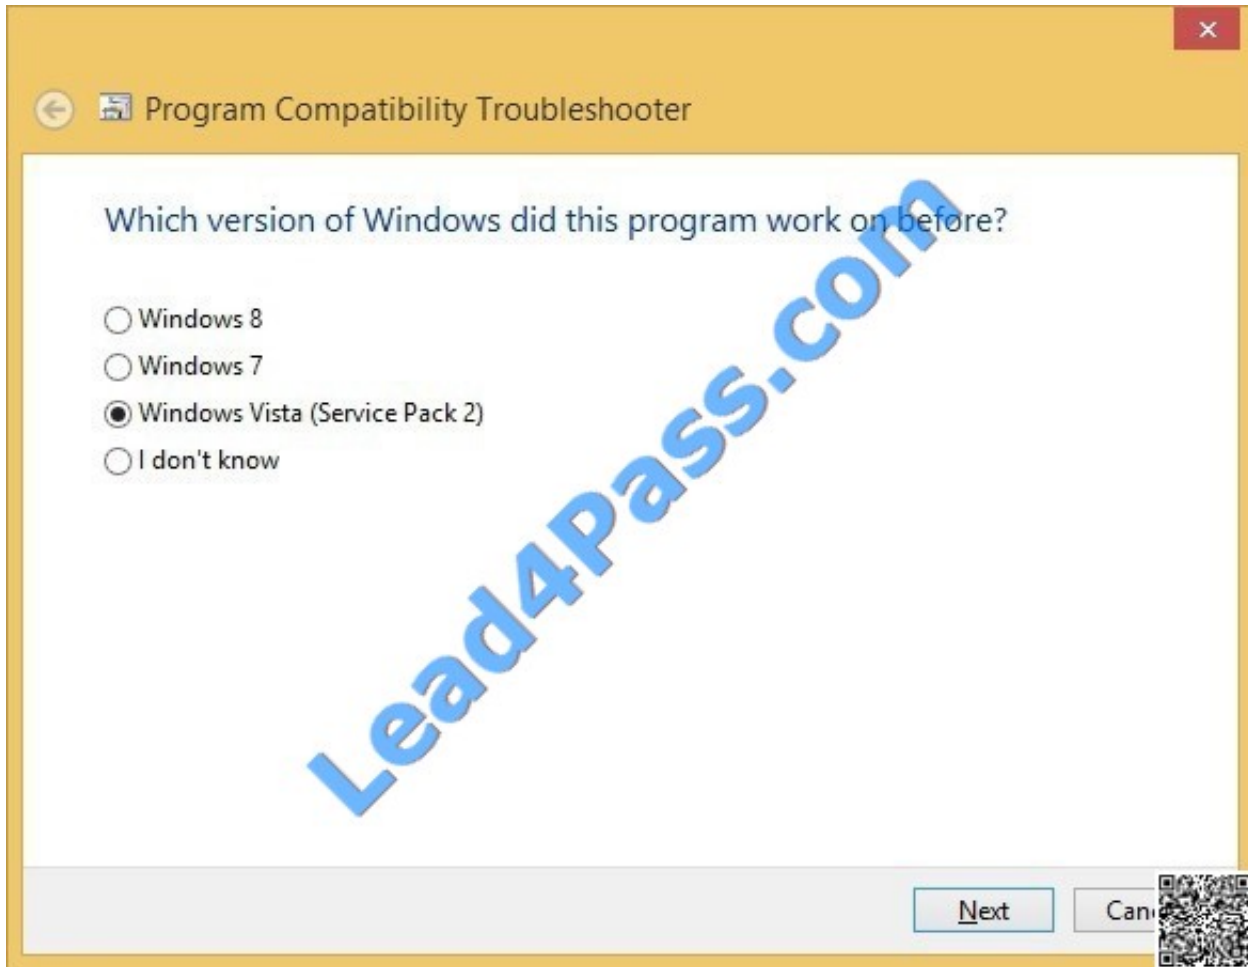 ×
Program Compatibility Troubleshooter
Which version of Windows did this program work on before?
Windows 8
Windows 7
Windows Vista (Service Pack 2)
I don't know
Lead4Pass.com
Next
Can